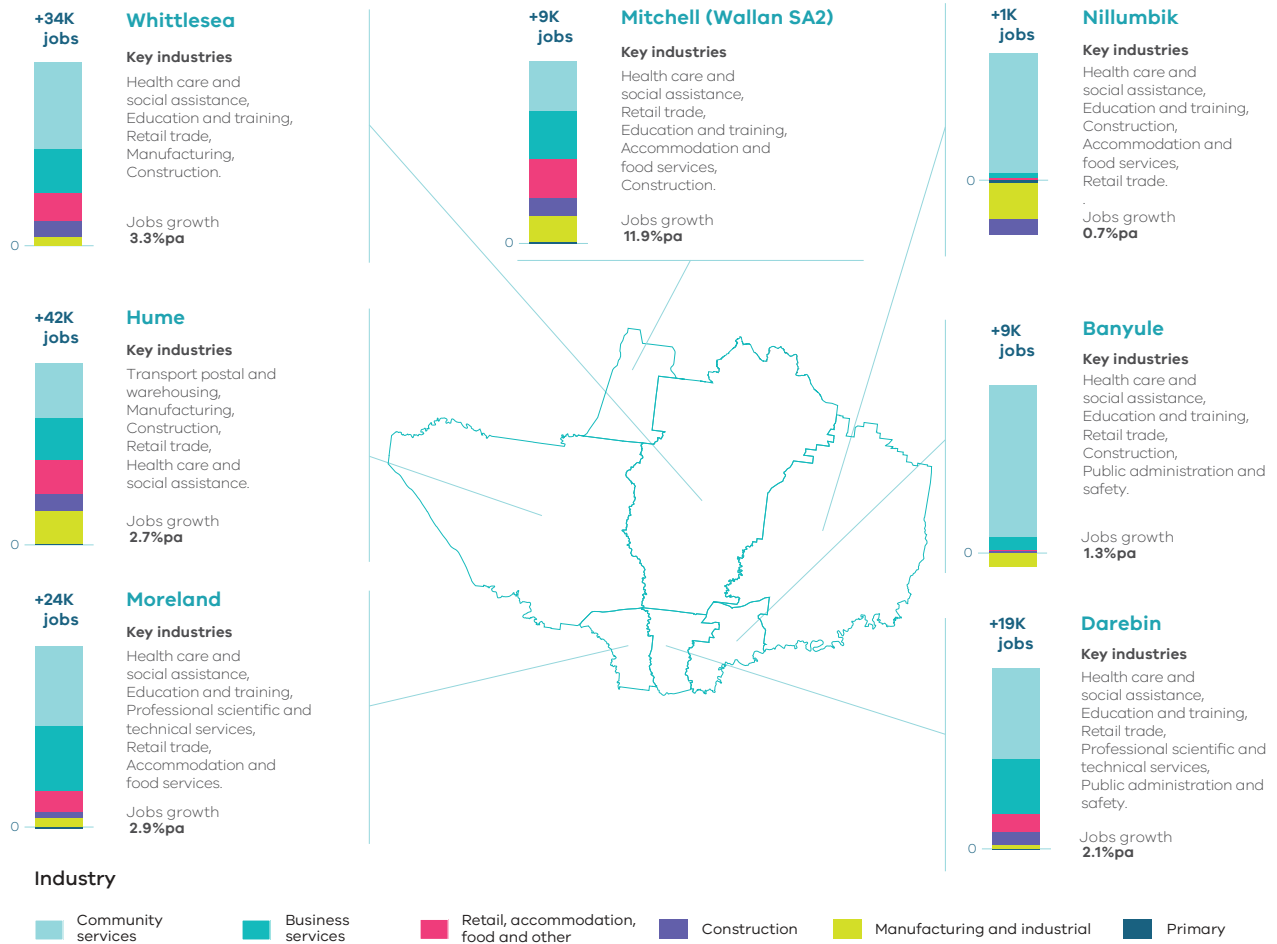 +34K
jobs
Whittlesea
Key industries
Health care and
social assistance,
Education and training,
Retail trade,
Manufacturing,
Construction.
Jobs growth
3.3%pa
0
+9K
jobs
Mitchell (Wallan SA2)
Key industries
Health care and
social assistance,
Retail trade,
Education and training,
Accommodation and
food services,
Construction.
Jobs growth
11.9%pa
0
+1K
jobs
Nillumbik
Key industries
Health care and
social assistance,
Education and training,
Construction,
Accommodation and
food services,
Retail trade.
.
Jobs growth
0.7%pa
0
+42K
jobs
Hume
Key industries
Transport postal and
warehousing,
Manufacturing,
Construction,
Retail trade,
Health care and
social assistance.
Jobs growth
2.7%pa
0
+9K
jobs
Banyule
Key industries
Health care and
social assistance,
Education and training,
Retail trade,
Construction,
Public administration and
safety.
Jobs growth
1.3%pa
0
+24K
jobs
Moreland
Key industries
Health care and
social assistance,
Education and training,
Professional scientific and
technical services,
Retail trade,
Accommodation and
food services.
Jobs growth
2.9%pa
0
+19K
jobs
Darebin
Key industries
Health care and
social assistance,
Education and training,
Retail trade,
Professional scientific and
technical services,
Public administration and
safety.
Jobs growth
2.1%pa
0
Industry
Community
services
Business
services
Retail, accommodation,
food and other
Construction
Manufacturing and industrial
Primary